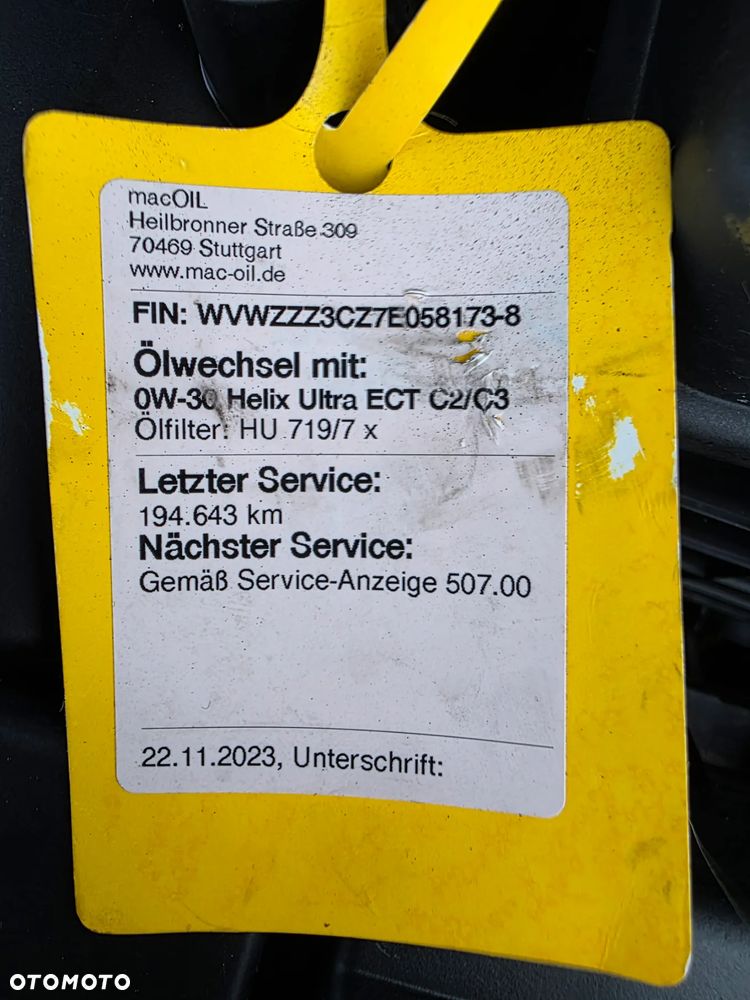 macOIL
Heilbronner Straße 309
70469 Stuttgart
www.mac-oil.de
FIN: WVWZZZ3CZ7E058173-8
Ölwechsel mit:
0W-30 Helix Ultra ECT C2/C3
Ölfilter: HU 719/7 x
Letzter Service:
194.643 km
Nächster Service:
Gemäß Service-Anzeige 507.00
22.11.2023, Unterschrift:
OTOMOTO